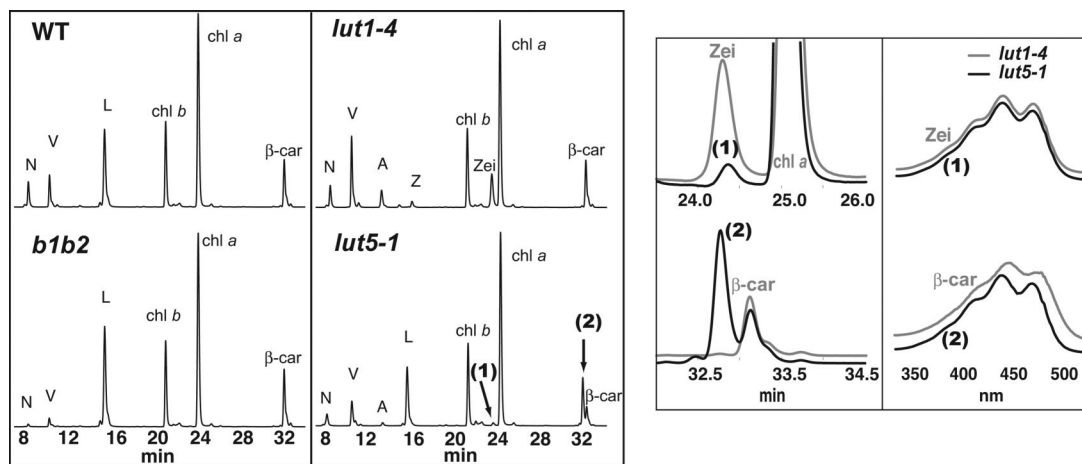 WT
N
V
L
chl b
chl a
β-car
lut1-4
N
V
A
Z
chl b
Zei
chl a
β-car
b1b2
N
V
L
chl b
chl a
β-car
8 12 16 20 24 28 32
min
lut5-1
N
V
A
L
chl b
(1)
chl a
(2)
β-car
8 12 16 20 24 28 32
min
Zei
(1)
chl a
24.0 25.0 26.0
lut1-4
lut5-1
Zei
(1)
(2)
β-car
32.5 33.5 34.5
min
β-car
(2)
350 400 450 500
nm